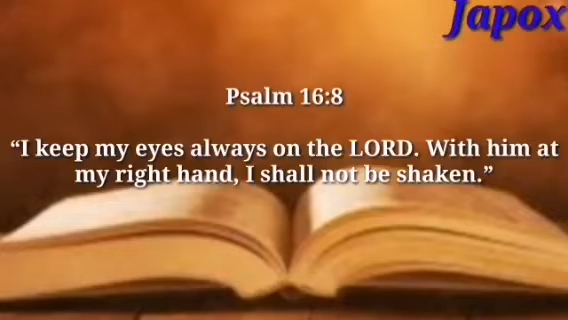 Japox
Psalm 16:8
“I keep my eyes always on the LORD. With him at
my right hand, I shall not be shaken.”